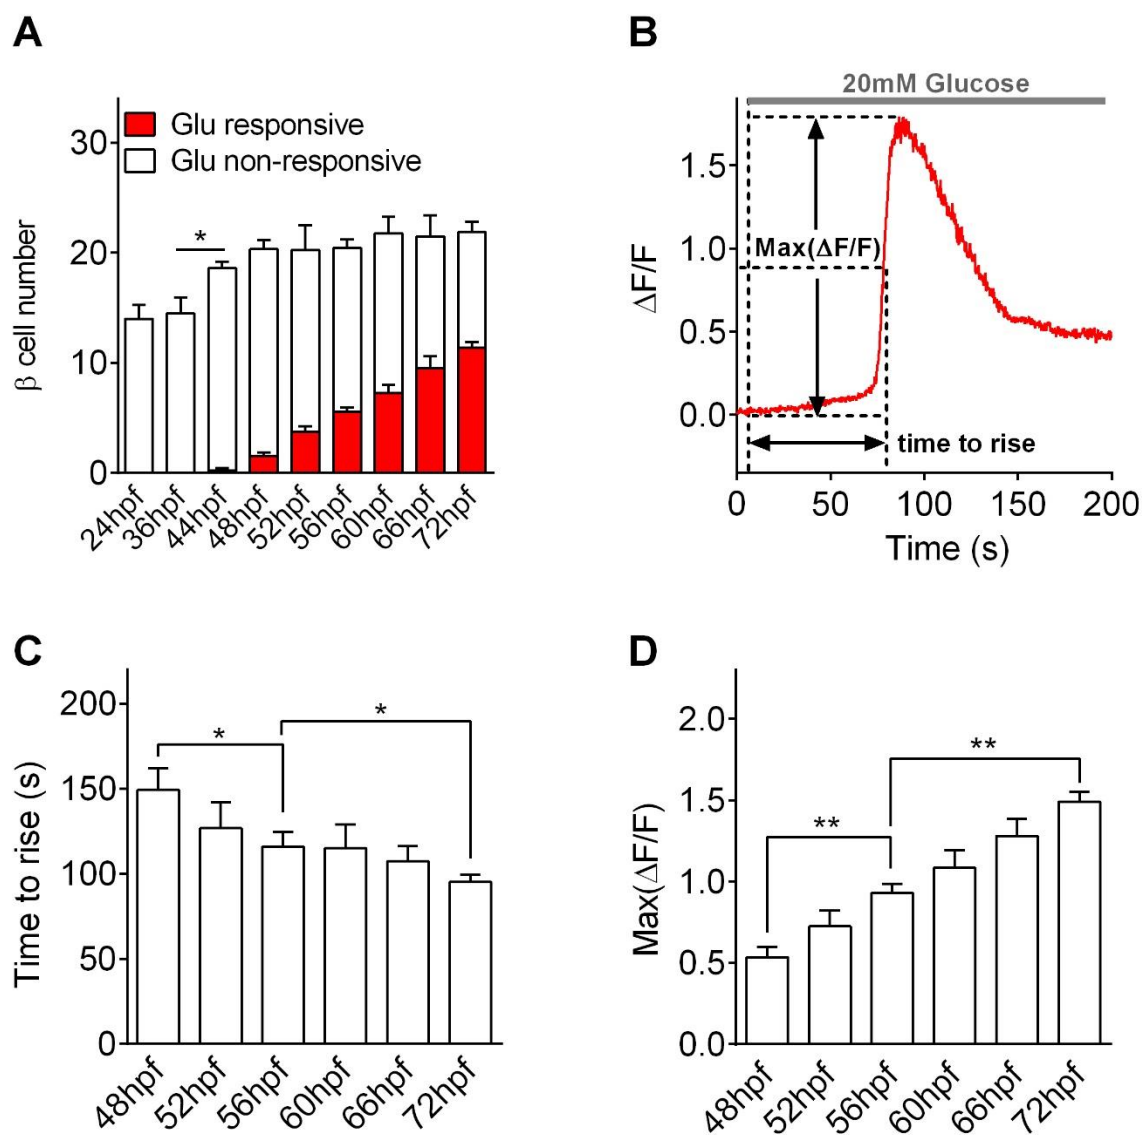 A
Glu responsive
Glu non-responsive
30
20
10
0
*
β cell number
24hpf
36hpf
44hpf
48hpf
52hpf
56hpf
60hpf
66hpf
72hpf
B
20mM Glucose
1.5
1.0
0.5
0.0
ΔF/F
Max(ΔF/F)
time to rise
0 50 100 150 200
Time (s)
C
200
150
100
50
0
Time to rise (s)
*
*
48hpf
52hpf
56hpf
60hpf
66hpf
72hpf
D
2.0
1.5
1.0
0.5
0.0
Max(ΔF/F)
**
**
48hpf
52hpf
56hpf
60hpf
66hpf
72hpf